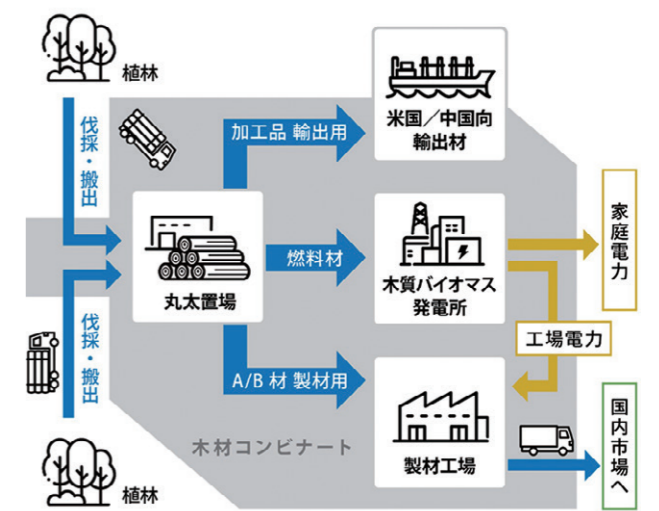 植林
伐採・搬出
加工品 輸出用
米国／中国向
輸出材
丸太置場
燃料材
木質バイオマス
発電所
家庭電力
工場電力
伐採・搬出
A/B 材 製材用
製材工場
国内市場へ
木材コンビナート
植林